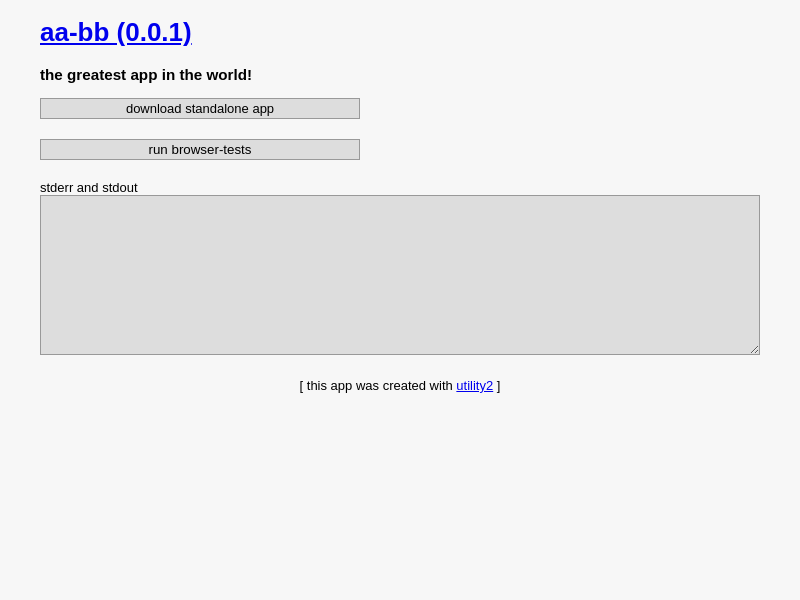 aa-bb (0.0.1)
the greatest app in the world!
download standalone app
run browser-tests
stderr and stdout
[ this app was created with utility2 ]